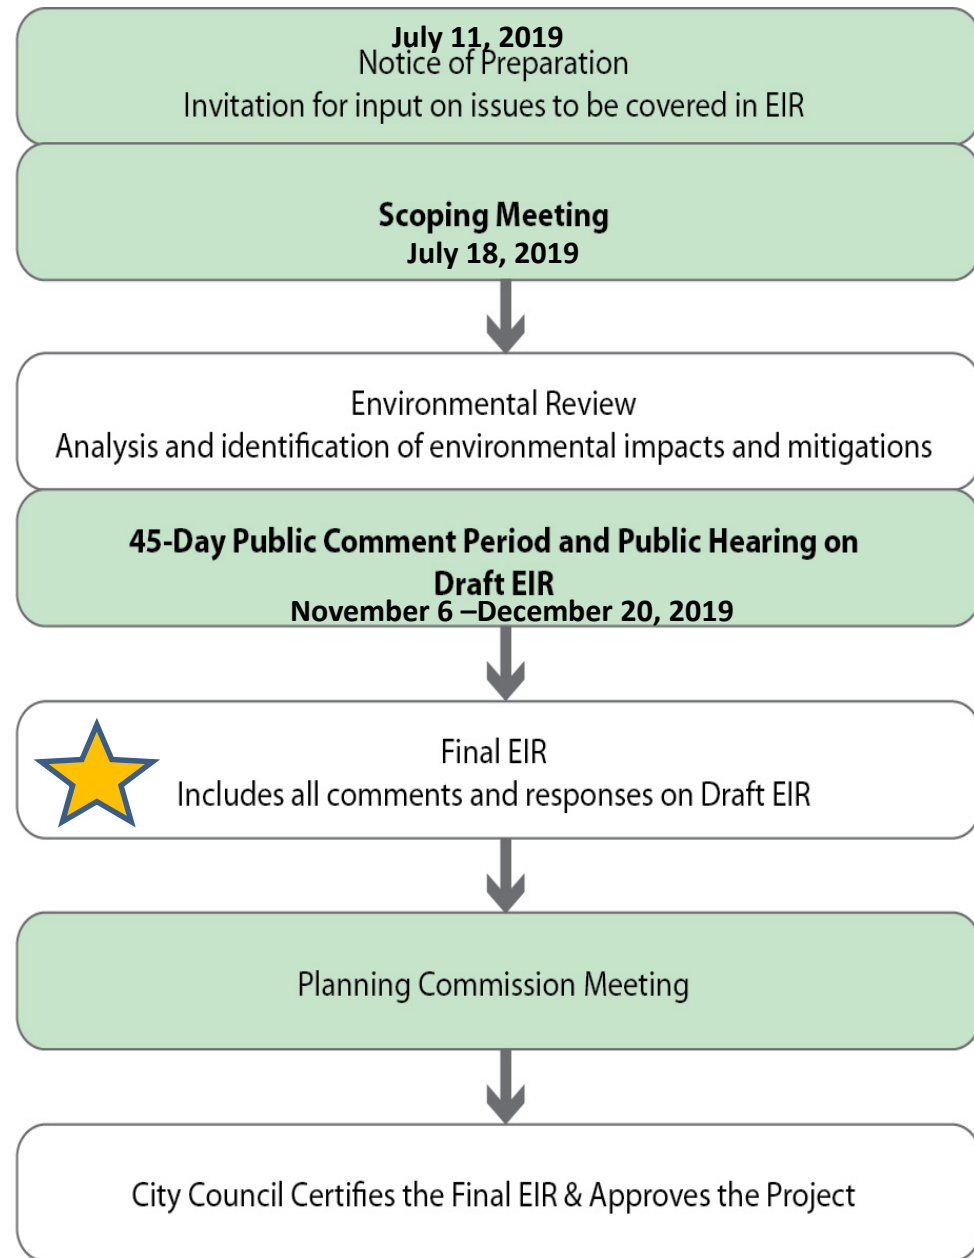 July 11, 2019
Notice of Preparation
Invitation for input on issues to be covered in EIR
Scoping Meeting
July 18, 2019
Environmental Review
Analysis and identification of environmental impacts and mitigations
45-Day Public Comment Period and Public Hearing on
Draft EIR
November 6 –December 20, 2019
Final EIR
Includes all comments and responses on Draft EIR
Planning Commission Meeting
City Council Certifies the Final EIR & Approves the Project